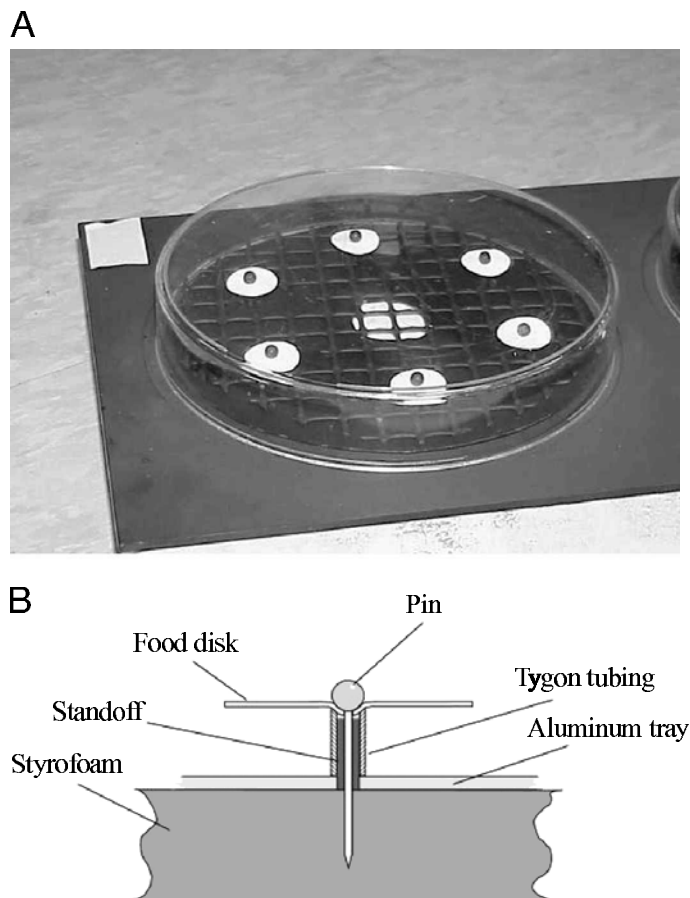 A
B
Pin
Food disk
Tygon tubing
Standoff
Aluminum tray
Styrofoam